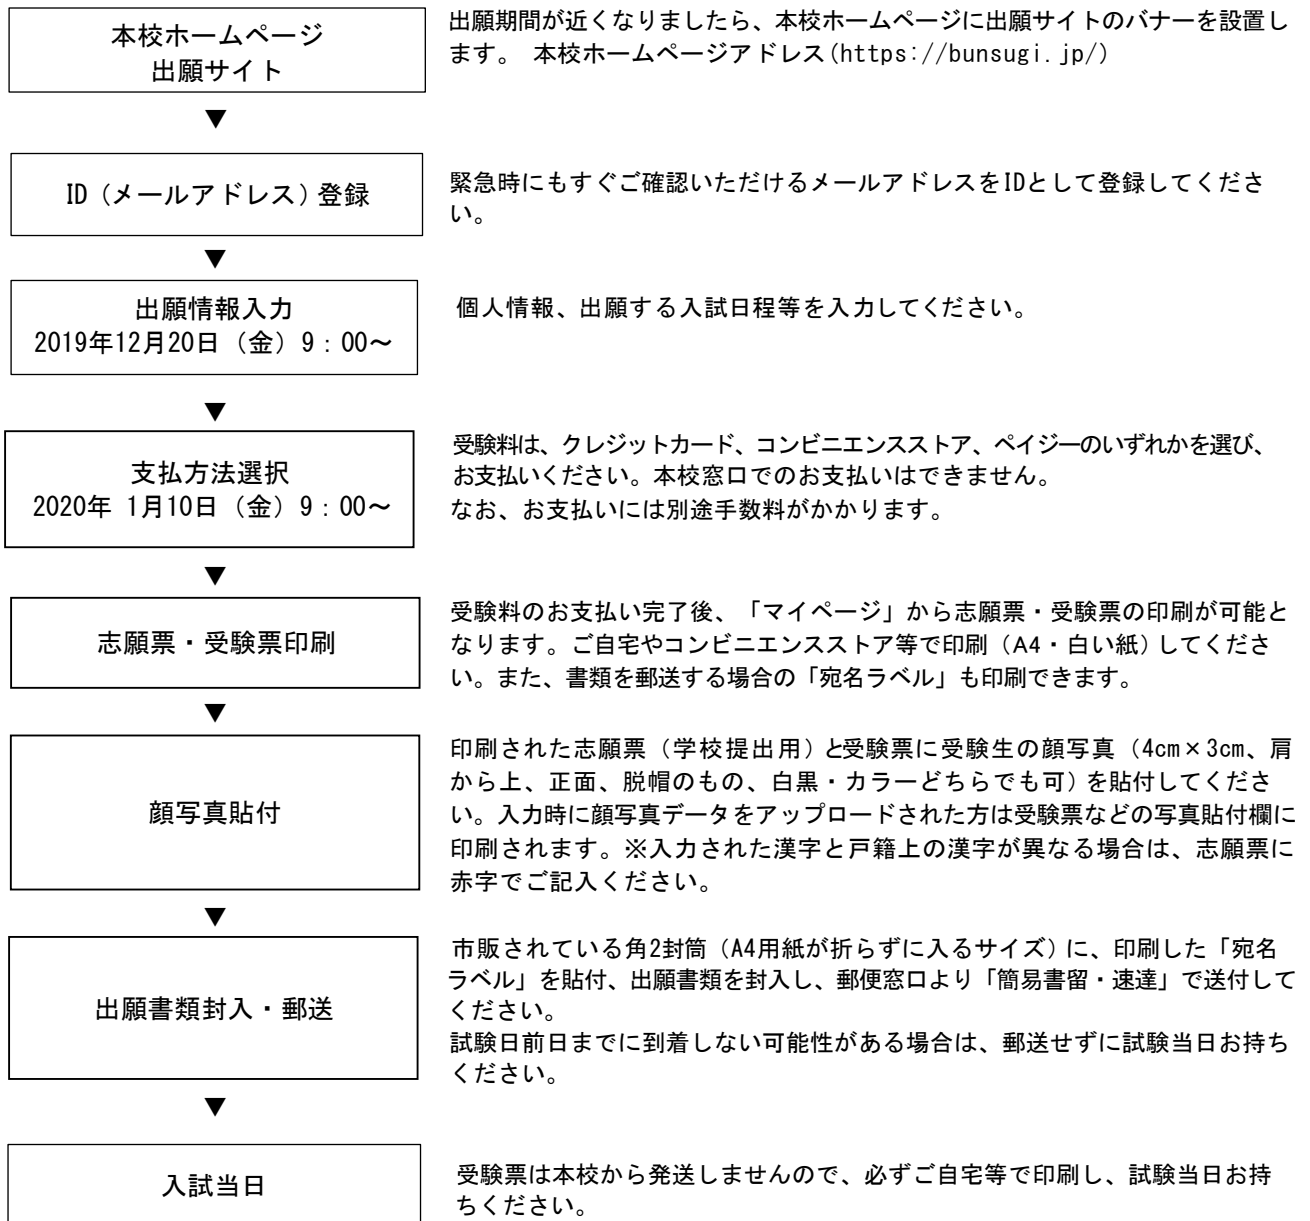 本校ホームページ
出願サイト
出願期間が近くなりましたら、本校ホームページに出願サイトのバナーを設置し
ます。 本校ホームページアドレス(https://bunsugi.jp/)
▼
ID（メールアドレス）登録
緊急時にもすぐご確認いただけるメールアドレスをIDとして登録してくださ
い。
▼
出願情報入力
2019年12月20日（金）9：00～
個人情報、出願する入試日程等を入力してください。
▼
支払方法選択
2020年 1月10日（金）9：00～
受験料は、クレジットカード、コンビニエンスストア、ペイジーのいずれかを選び、
お支払いください。本校窓口でのお支払いはできません。
なお、お支払いには別途手数料がかかります。
▼
志願票・受験票印刷
受験料のお支払い完了後、「マイページ」から志願票・受験票の印刷が可能と
なります。ご自宅やコンビニエンスストア等で印刷（A4・白い紙）してくださ
い。また、書類を郵送する場合の「宛名ラベル」も印刷できます。
▼
顔写真貼付
印刷された志願票（学校提出用）と受験票に受験生の顔写真（4cm×3cm、肩
から上、正面、脱帽のもの、白黒・カラーどちらでも可）を貼付してくださ
い。入力時に顔写真データをアップロードされた方は受験票などの写真貼付欄に
印刷されます。※入力された漢字と戸籍上の漢字が異なる場合は、志願票に
赤字でご記入ください。
▼
出願書類封入・郵送
市販されている角2封筒（A4用紙が折らずに入るサイズ）に、印刷した「宛名
ラベル」を貼付、出願書類を封入し、郵便窓口より「簡易書留・速達」で送付して
ください。
試験日前日までに到着しない可能性がある場合は、郵送せずに試験当日お持ち
ください。
▼
入試当日
受験票は本校から発送しませんので、必ずご自宅等で印刷し、試験当日お持
ちください。